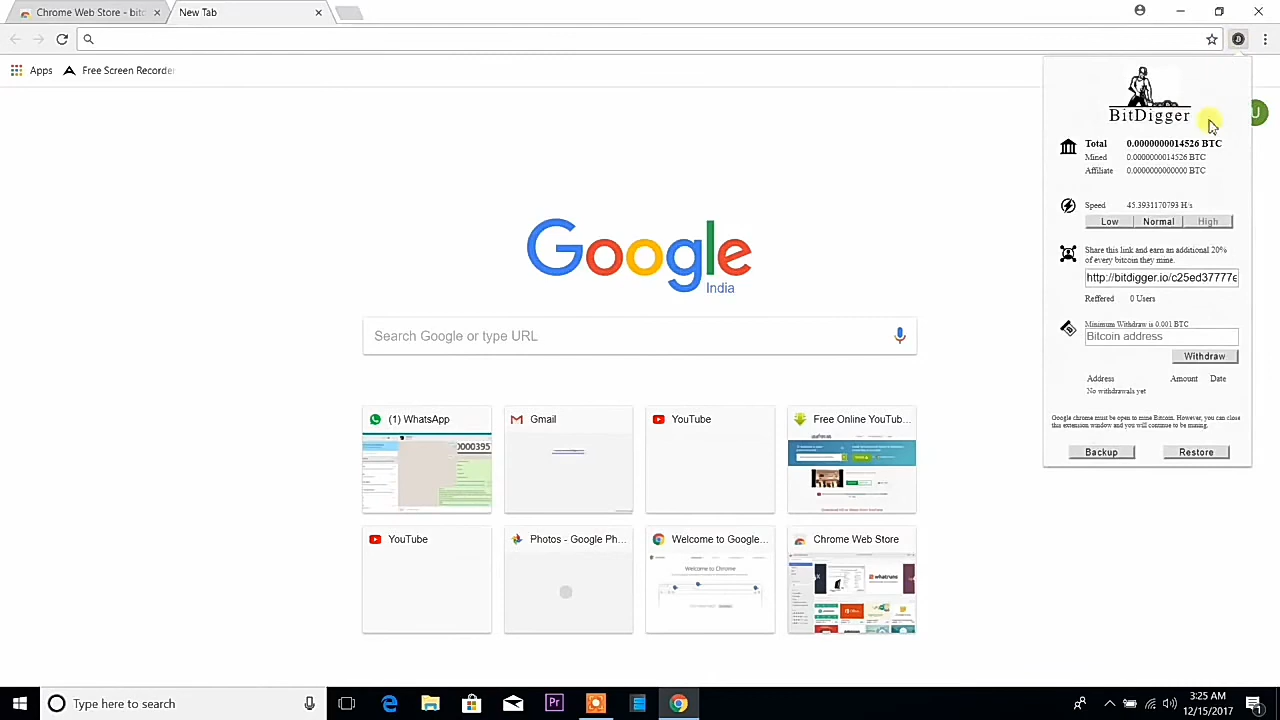 Chrome Web Store - bitc
New Tab
Apps
Free Screen Recorder
BitDigger
Total 0.0000000014526 BTC
Mined 0.0000000014526 BTC
Affiliate 0.0000000000000 BTC
Speed 45.3931170793 H/s
Low Normal High
Share this link and earn an additional 20%
of every bitcoin they mine.
http://bitdigger.io/c25ed37777e
Reffered 0 Users
Minimum Withdraw is 0.001 BTC
Bitcoin address
Withdraw
Address Amount Date
No withdrawals yet
Google chrome must be open to mine Bitcoin. However, you can close
this extension window and you will continue to be mining.
Backup Restore
U
Google
India
Search Google or type URL
(1) WhatsApp
Gmail
YouTube
Free Online YouTub...
0000395
YouTube
Photos - Google Ph...
Welcome to Google...
Chrome Web Store
Welcome to Chrome
whatruns
Type here to search
Pr
3:25 AM
12/15/2017